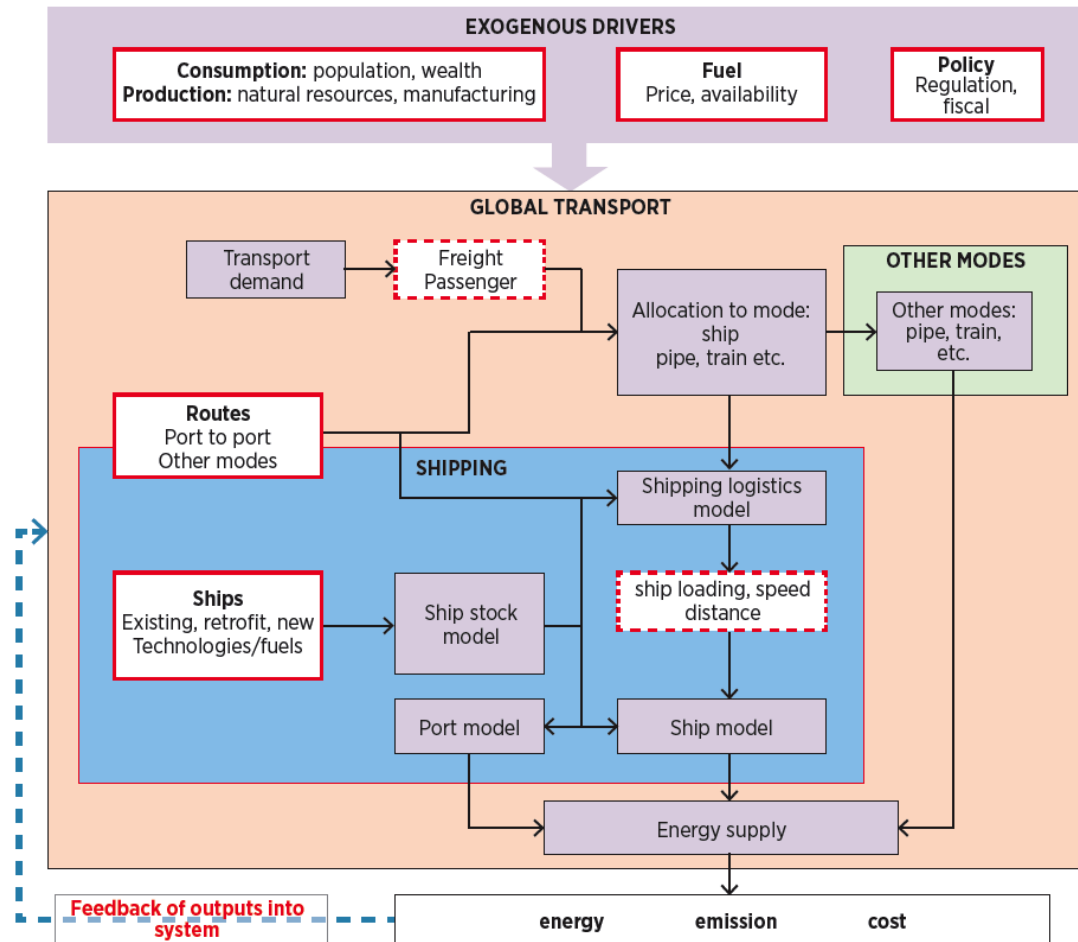 EXOGENOUS DRIVERS
Consumption: population, wealth
Production: natural resources, manufacturing
Fuel
Price, availability
Policy
Regulation,
fiscal
GLOBAL TRANSPORT
Transport
demand
Freight
Passenger
Allocation to mode:
ship
pipe, train etc.
OTHER MODES
Other modes:
pipe, train,
etc.
Routes
Port to port
Other modes
SHIPPING
Shipping logistics
model
Ships
Existing, retrofit, new
Technologies/fuels
Ship stock
model
ship loading, speed
distance
Port model
Ship model
Energy supply
Feedback of outputs into
system
energy
emission
cost